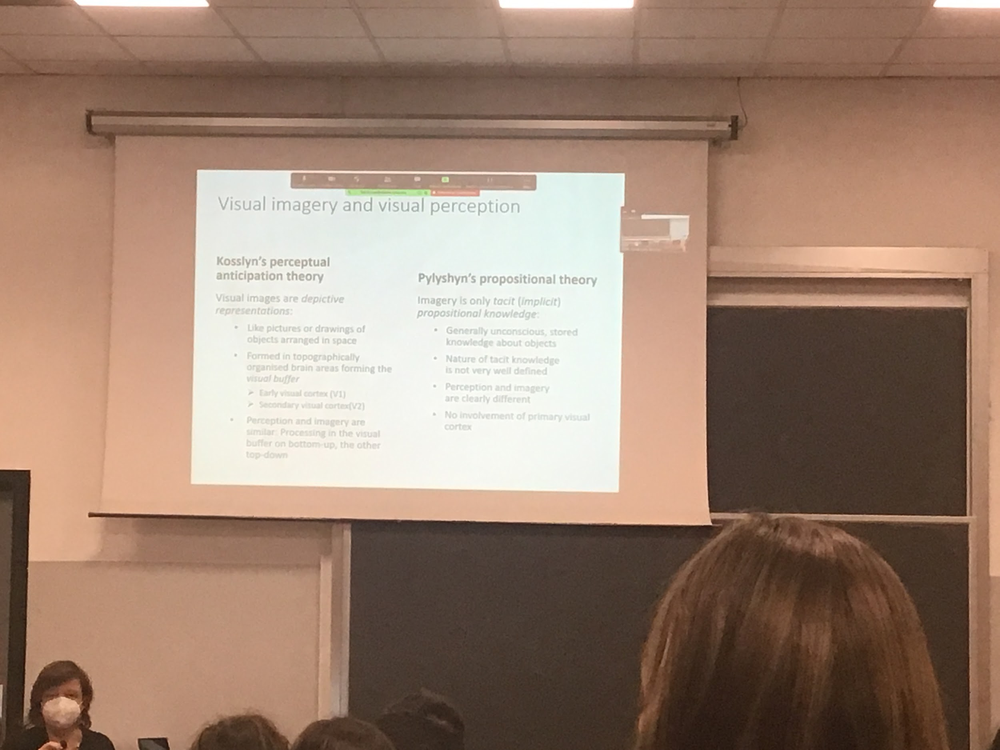 Visual imagery and visual perception
Kosslyn's perceptual
anticipation theory
Visual images are depictive
representations:
• Like pictures or drawings of
objects arranged in space
• Formed in topographically
organised brain areas forming the
visual buffer
➢ Early visual cortex (V1)
➢ Secondary visual cortex(V2)
• Perception and imagery are
similar: Processing in the visual
buffer on bottom-up, the other
top-down
Pylyshyn's propositional theory
Imagery is only tacit (implicit)
propositional knowledge:
• Generally unconscious, stored
knowledge about objects
• Nature of tacit knowledge
is not very well defined
• Perception and imagery
are clearly different
• No involvement of primary visual
cortex